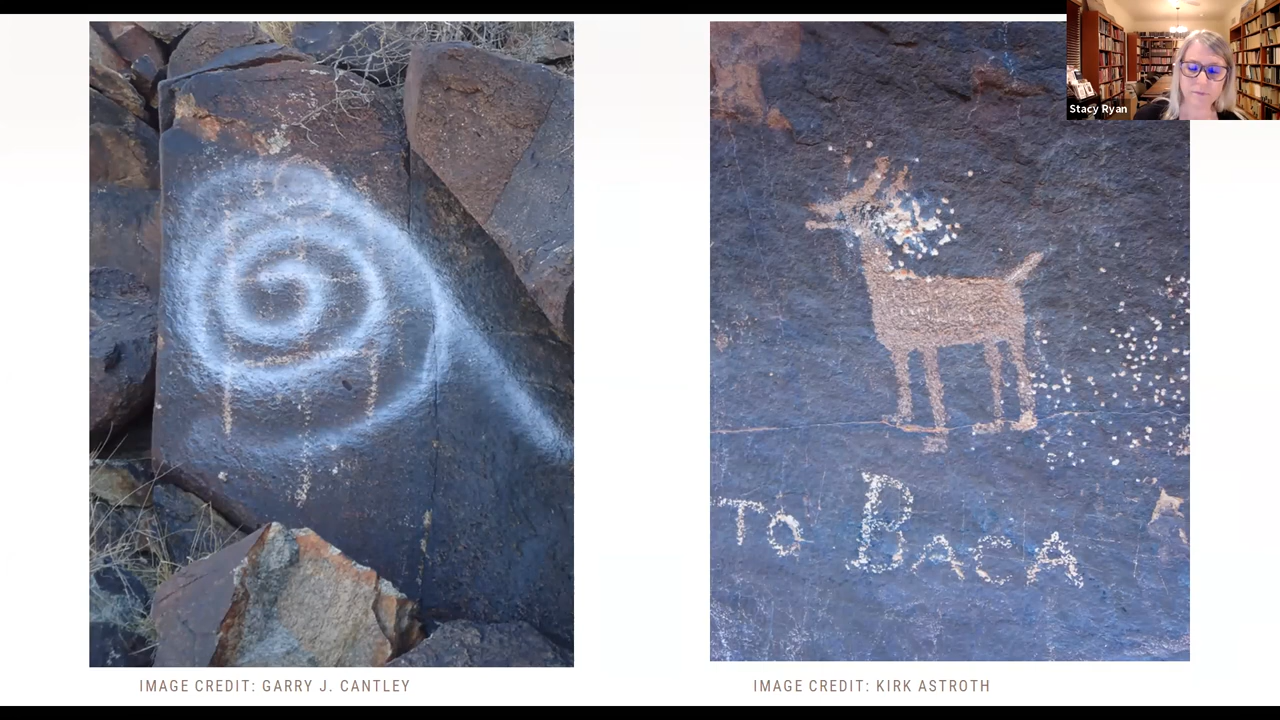 Stacy Ryan
TO BACA
IMAGE CREDIT: GARRY J. CANTLEY
IMAGE CREDIT: KIRK ASTROTH